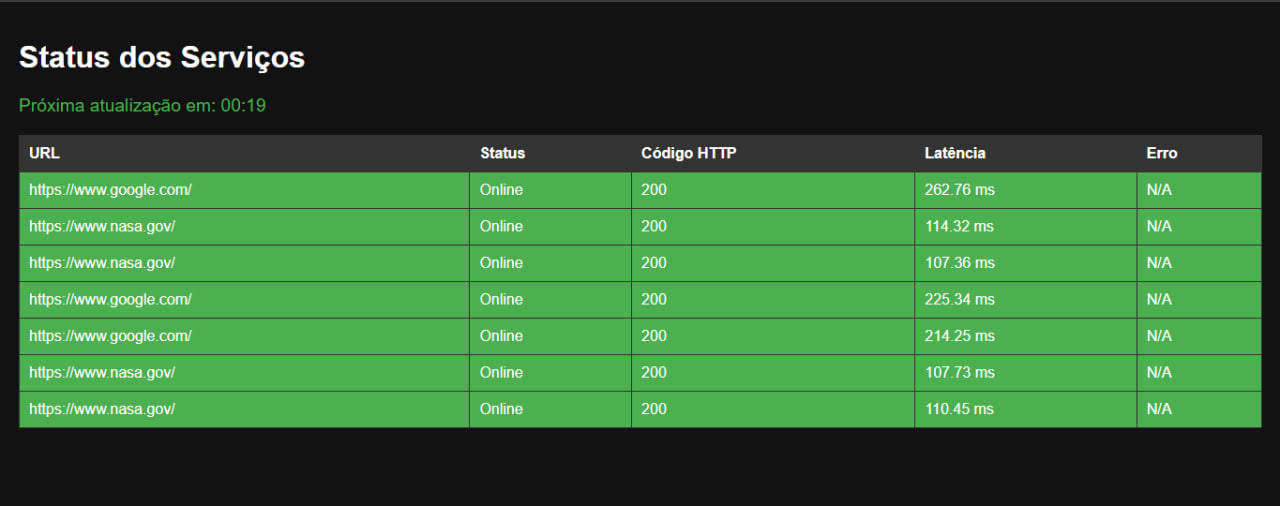 Status dos Serviços
Próxima atualização em: 00:19
URL Status Código HTTP Latência Erro
https://www.google.com/ Online 200 262.76 ms N/A
https://www.nasa.gov/ Online 200 114.32 ms N/A
https://www.nasa.gov/ Online 200 107.36 ms N/A
https://www.google.com/ Online 200 225.34 ms N/A
https://www.google.com/ Online 200 214.25 ms N/A
https://www.nasa.gov/ Online 200 107.73 ms N/A
https://www.nasa.gov/ Online 200 110.45 ms N/A